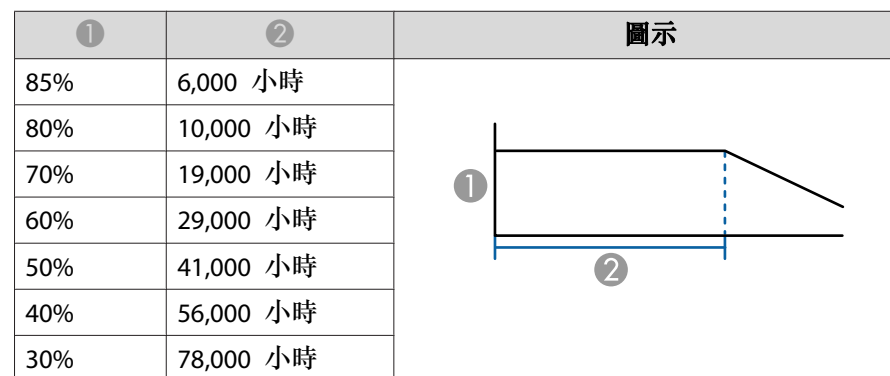 ❶ ❷ 圖示
85% 6,000 小時
80% 10,000 小時
70% 19,000 小時
60% 29,000 小時
50% 41,000 小時
40% 56,000 小時
30% 78,000 小時
❶
❷